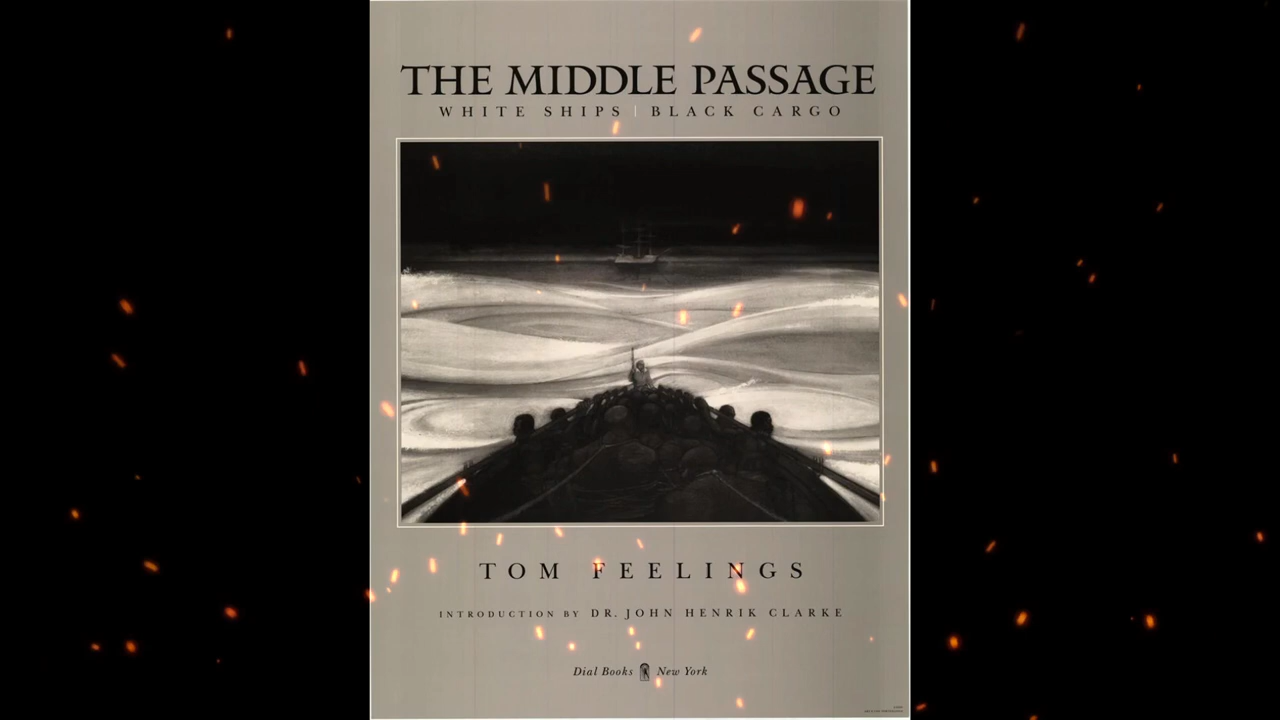 THE MIDDLE PASSAGE
WHITE SHIPS | BLACK CARGO
TOM FEELINGS
INTRODUCTION BY DR. JOHN HENRIK CLARKE
Dial Books New York